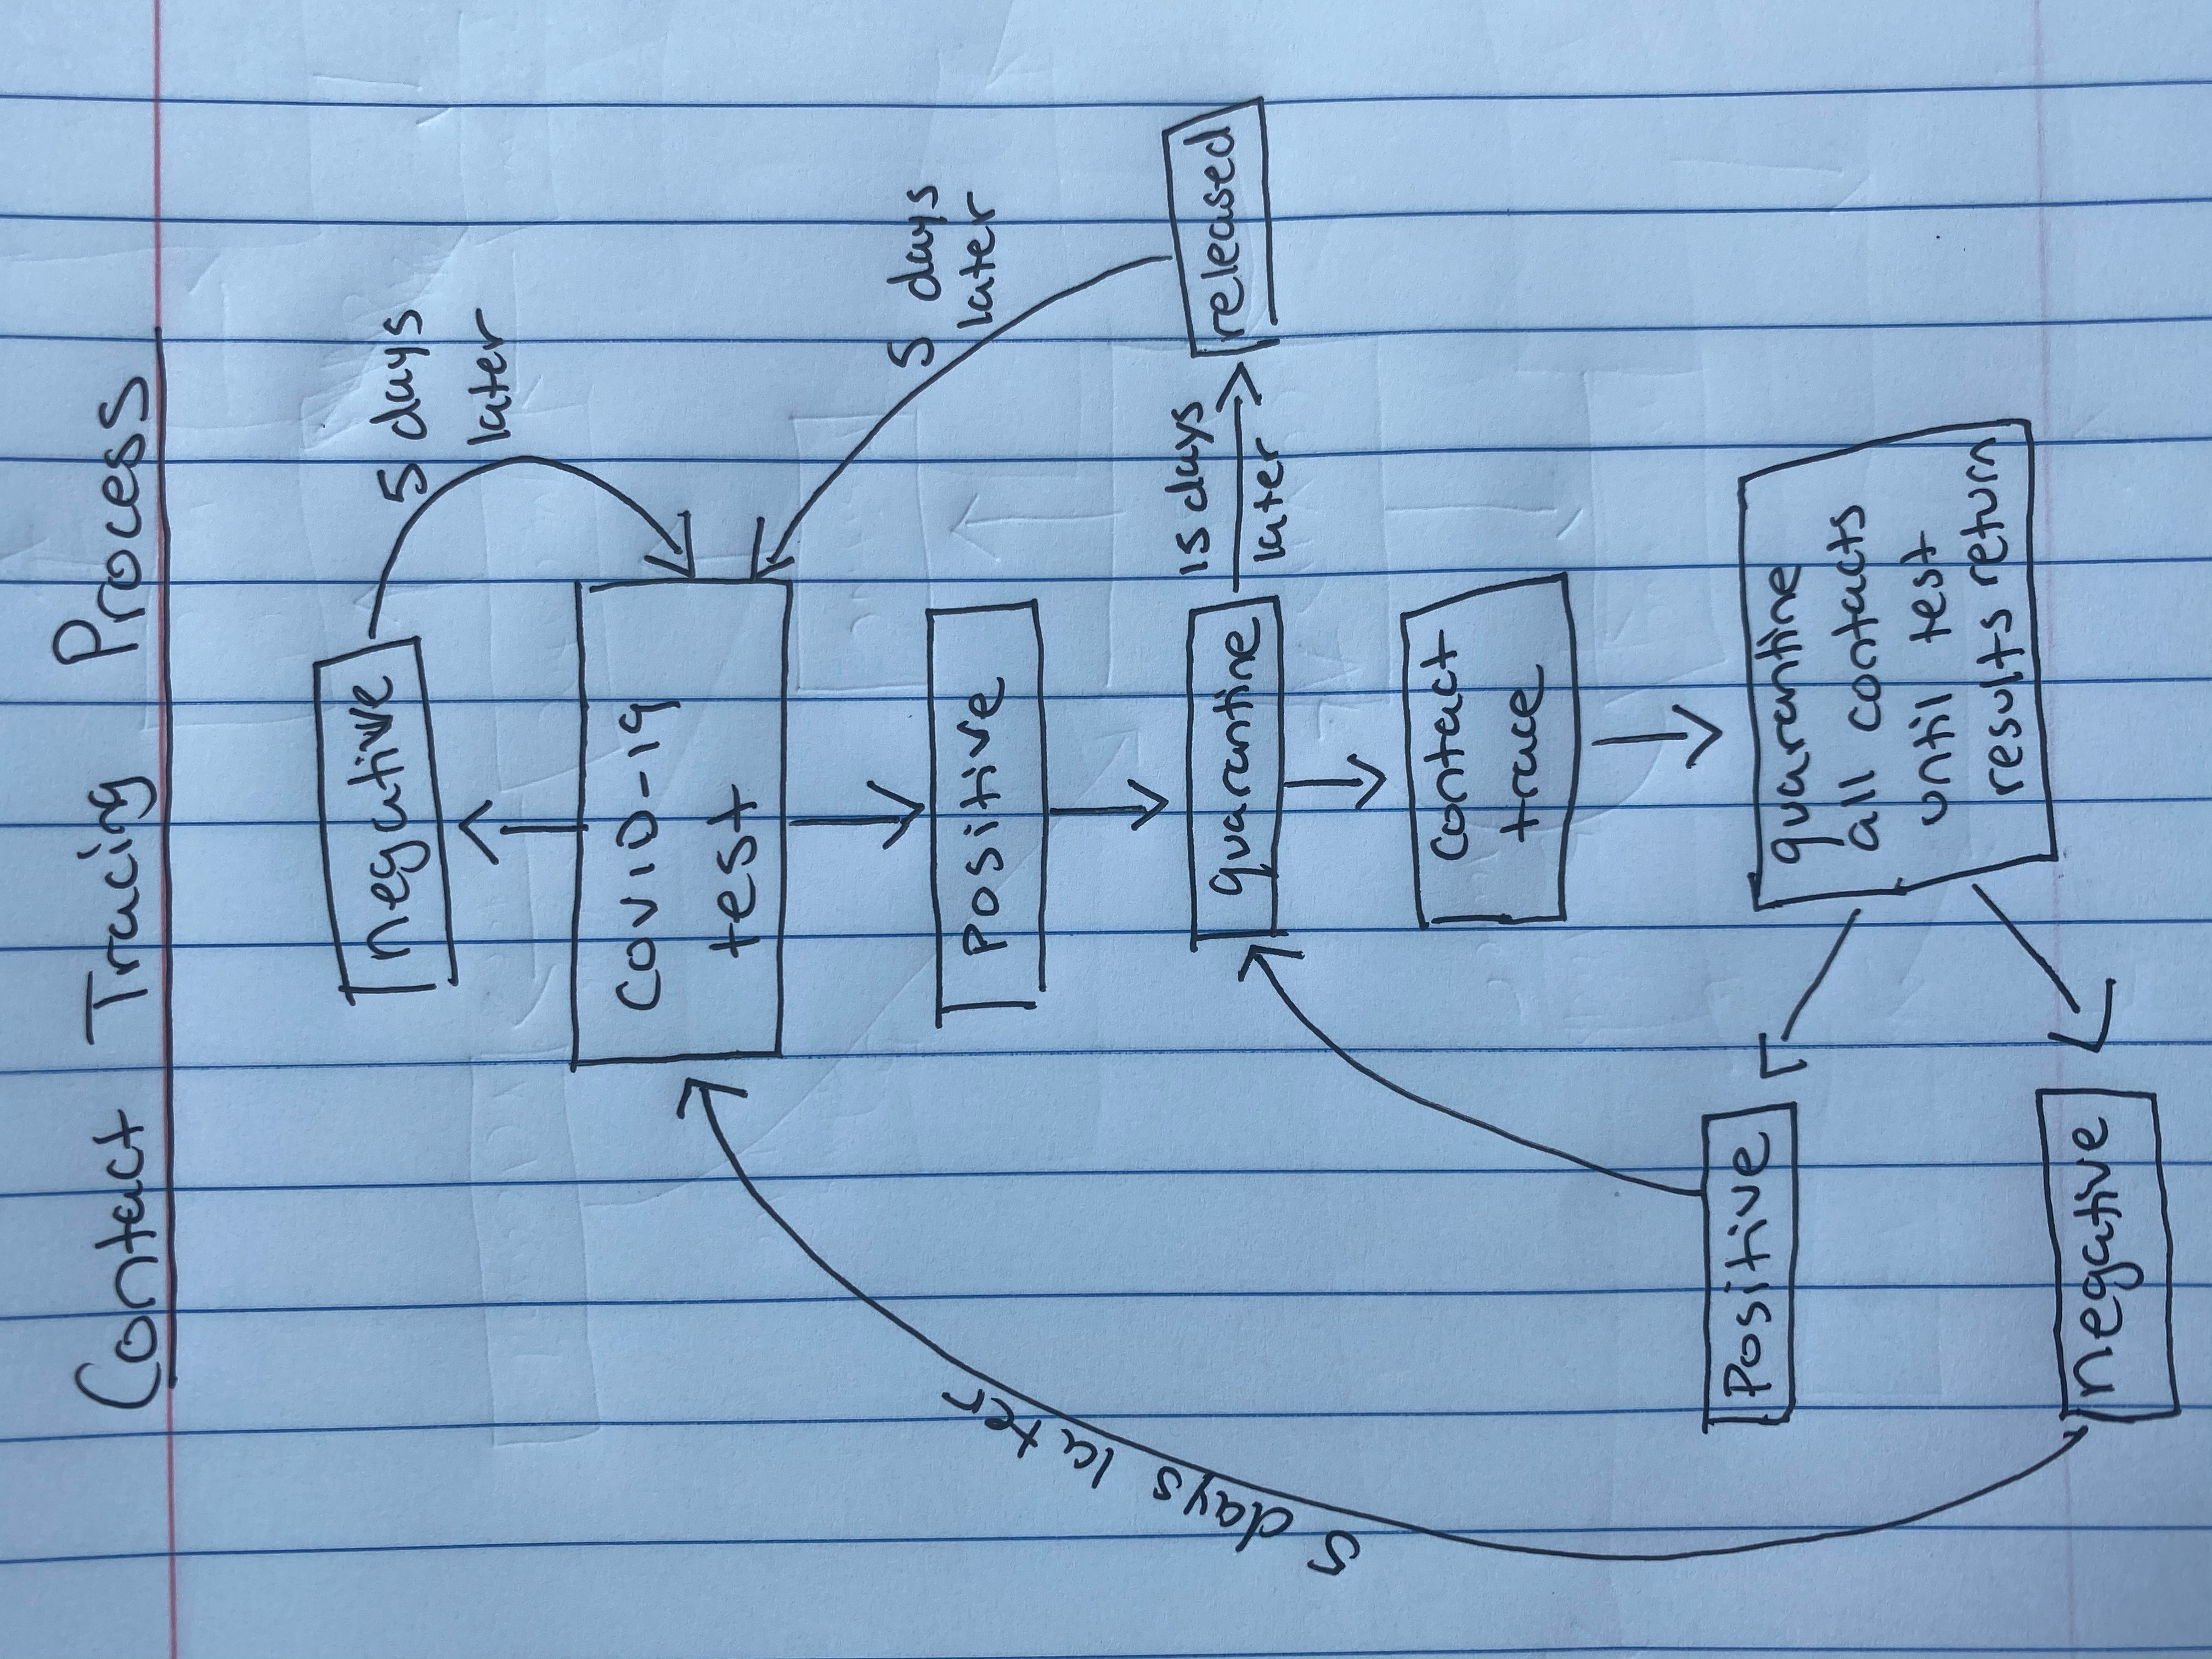 Contact Tracing Process
negative
5 days
later
COVID-19
test
Positive
5 days
later
5 days later
quarantine
15 days
later
released
contact
trace
Positive
quarantine
all contacts
until test
results return
negative